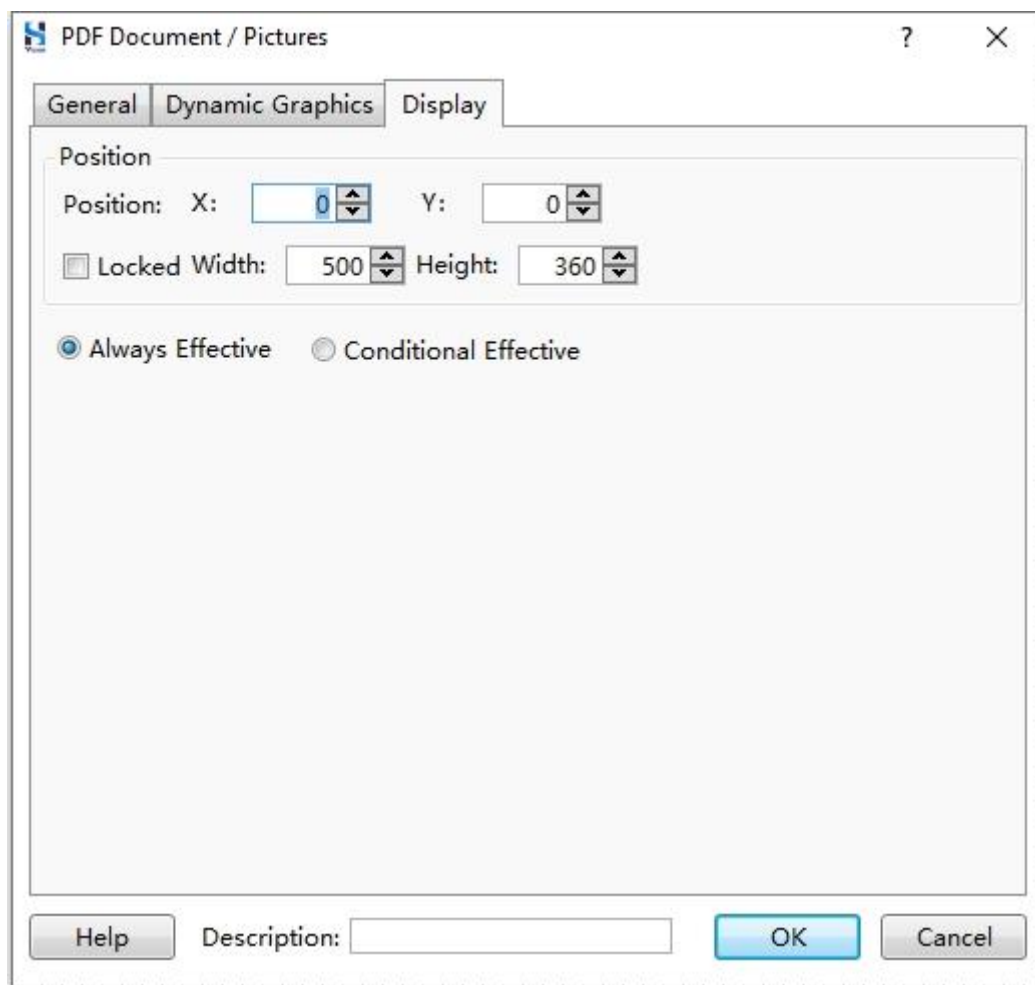 PDF Document / Pictures ?
General Dynamic Graphics Display
Position
Position: X: 0 Y: 0
Locked Width: 500 Height: 360
Always Effective Conditional Effective
Help Description: OK Cancel